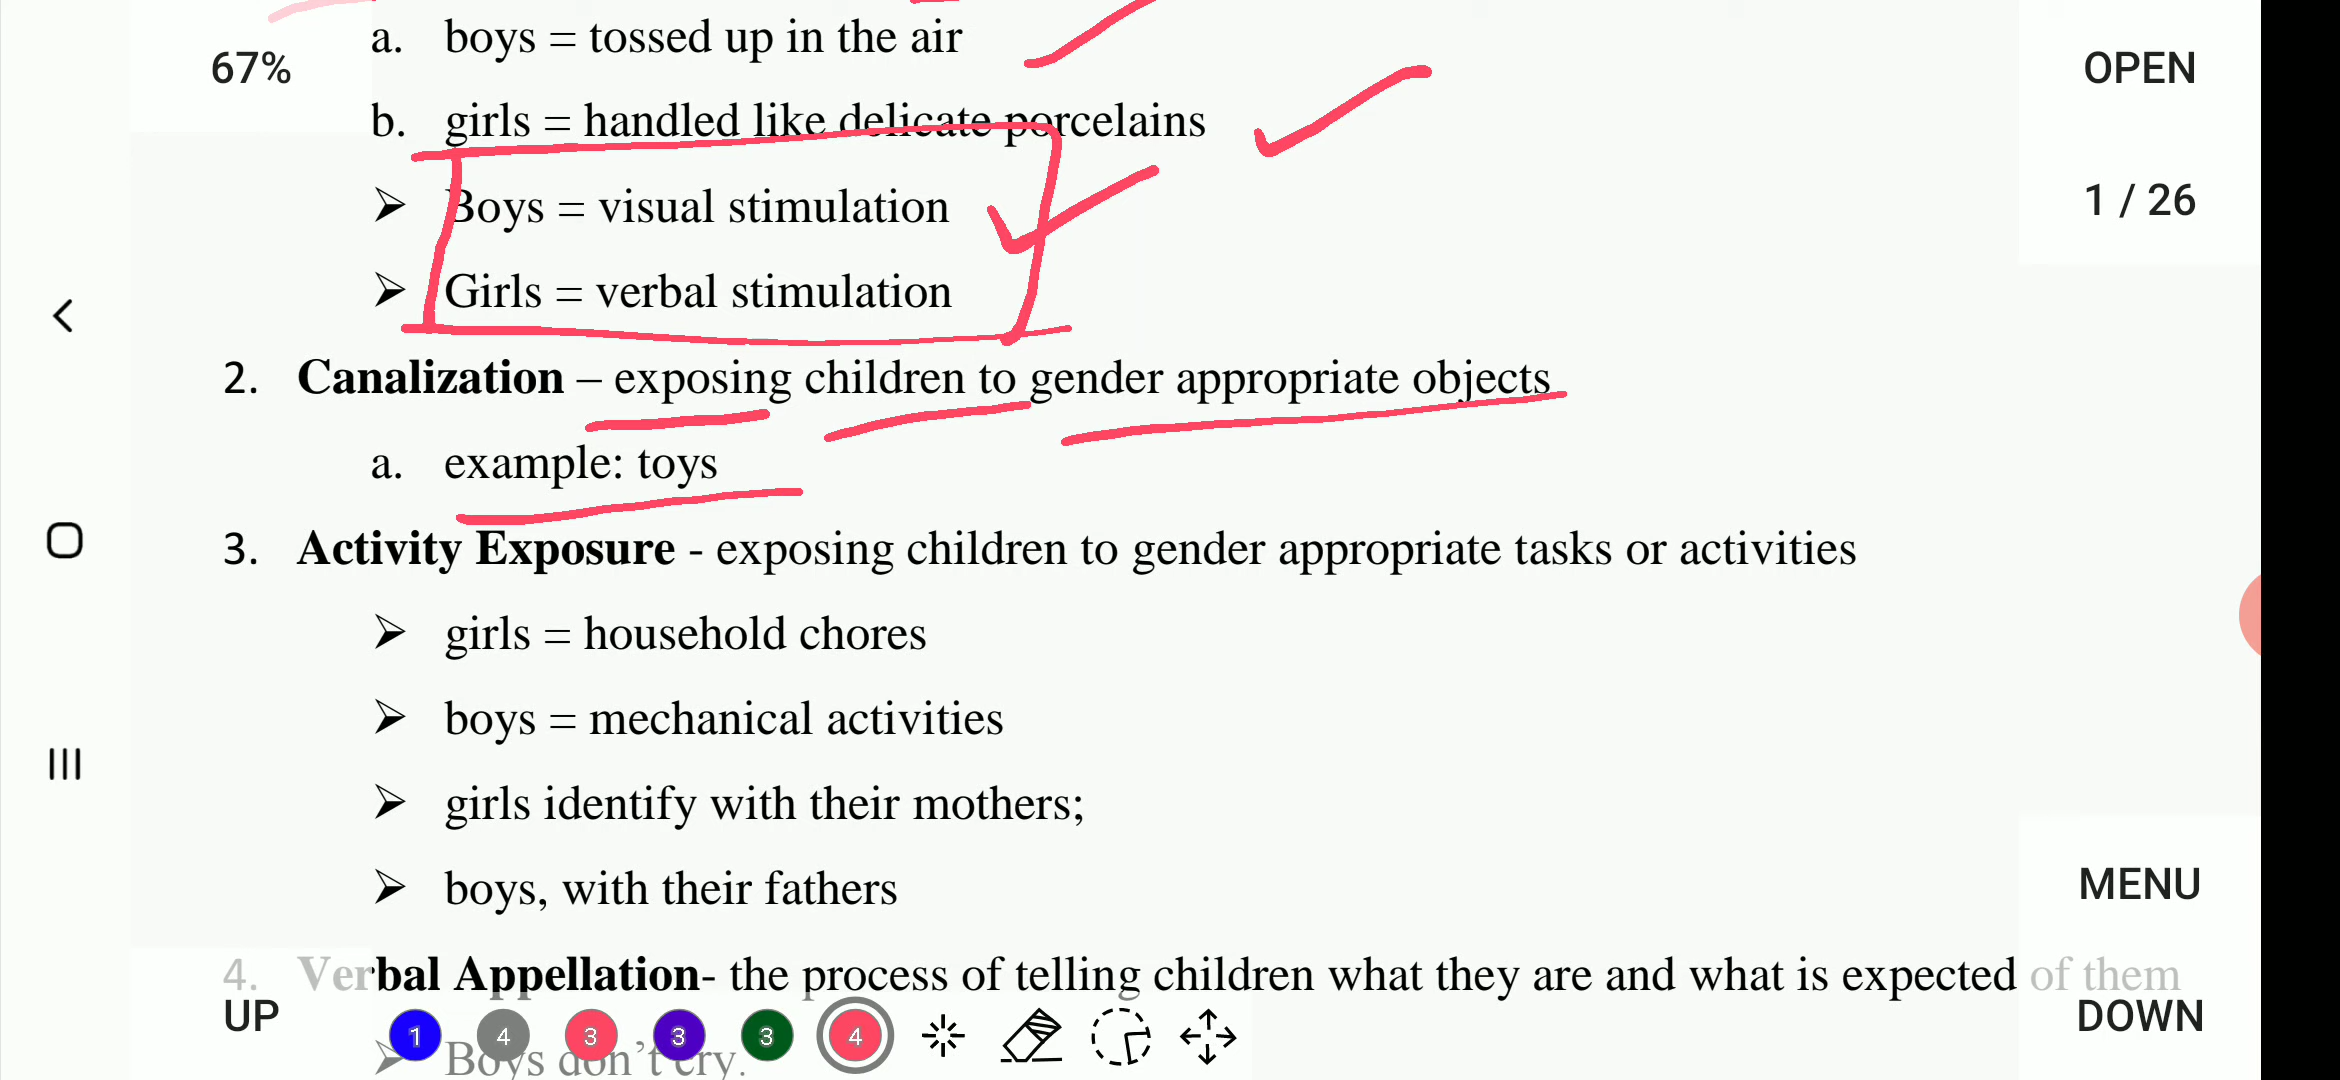 a. boys = tossed up in the air
67%
OPEN
b. girls = handled like delicate porcelains
➢ Boys = visual stimulation
1 / 26
➢ Girls = verbal stimulation
2. Canalization – exposing children to gender appropriate objects
a. example: toys
3. Activity Exposure - exposing children to gender appropriate tasks or activities
➢ girls = household chores
➢ boys = mechanical activities
➢ girls identify with their mothers;
➢ boys, with their fathers
MENU
4. Verbal Appellation- the process of telling children what they are and what is expected of them
UP
DOWN
1 4 3 3 3 4
➢ Boys don't cry.